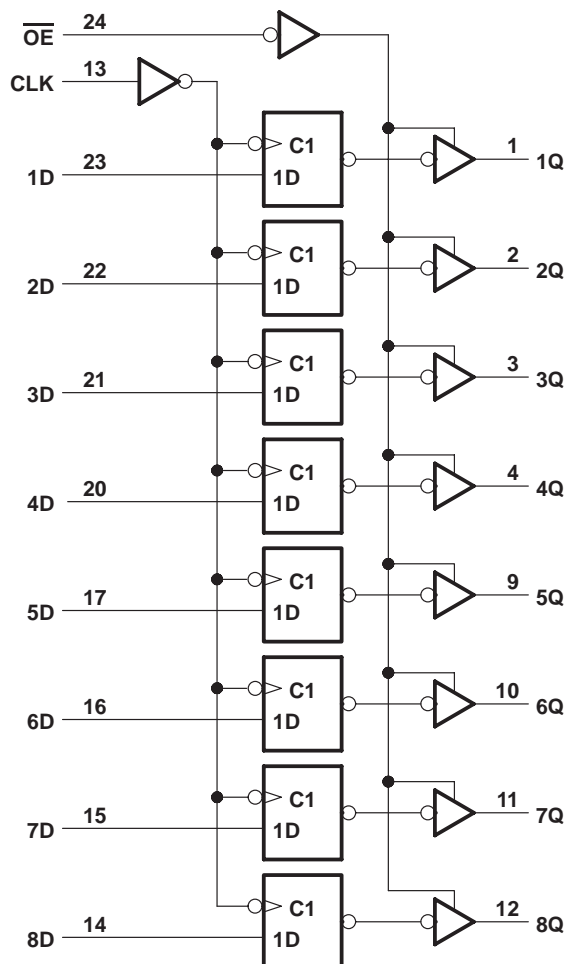 O̅E̅ 24
CLK 13
C1 1 1Q
1D 23 1D
C1 2 2Q
2D 22 1D
C1 3 3Q
3D 21 1D
C1 4 4Q
4D 20 1D
C1 9 5Q
5D 17 1D
C1 10 6Q
6D 16 1D
C1 11 7Q
7D 15 1D
C1 12 8Q
8D 14 1D